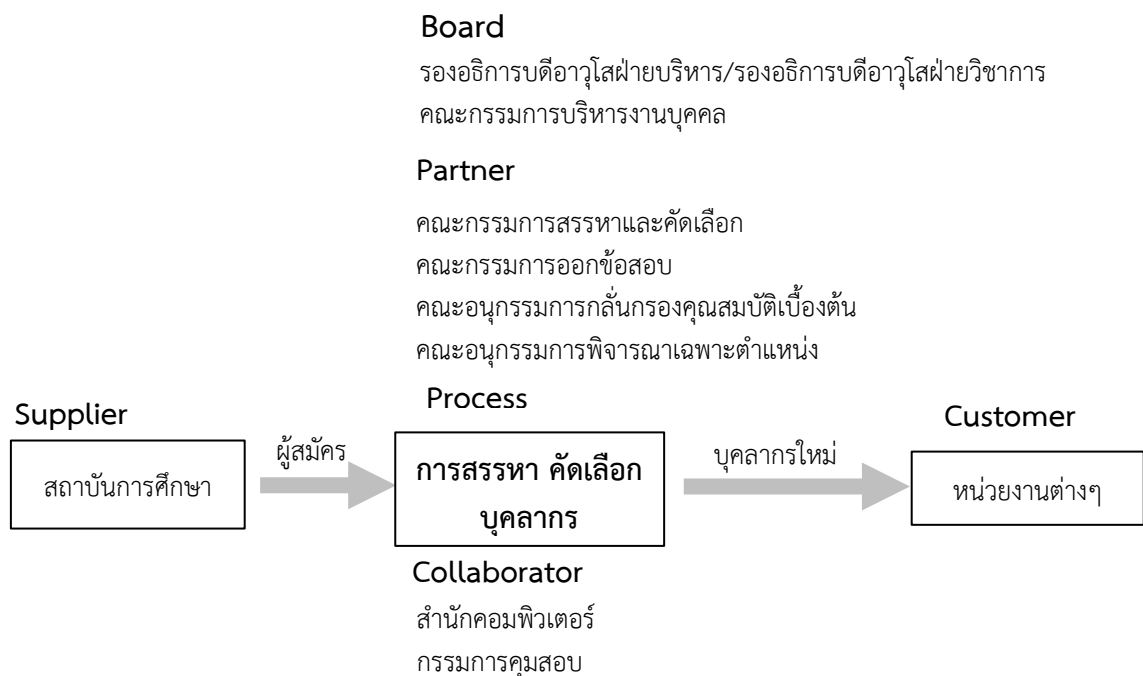 Board
รองอธิการบดีอาวุโสฝ่ายบริหาร/รองอธิการบดีอาวุโสฝ่ายวิชาการ
คณะกรรมการบริหารงานบุคคล
Partner
คณะกรรมการสรรหาและคัดเลือก
คณะกรรมการออกข้อสอบ
คณะอนุกรรมการกลั่นกรองคุณสมบัติเบื้องต้น
คณะอนุกรรมการพิจารณาเฉพาะตำแหน่ง
Supplier
สถาบันการศึกษา
ผู้สมัคร
Process
การสรรหา คัดเลือก
บุคลากร
บุคลากรใหม่
Customer
หน่วยงานต่างๆ
Collaborator
สำนักคอมพิวเตอร์
กรรมการคุมสอบ